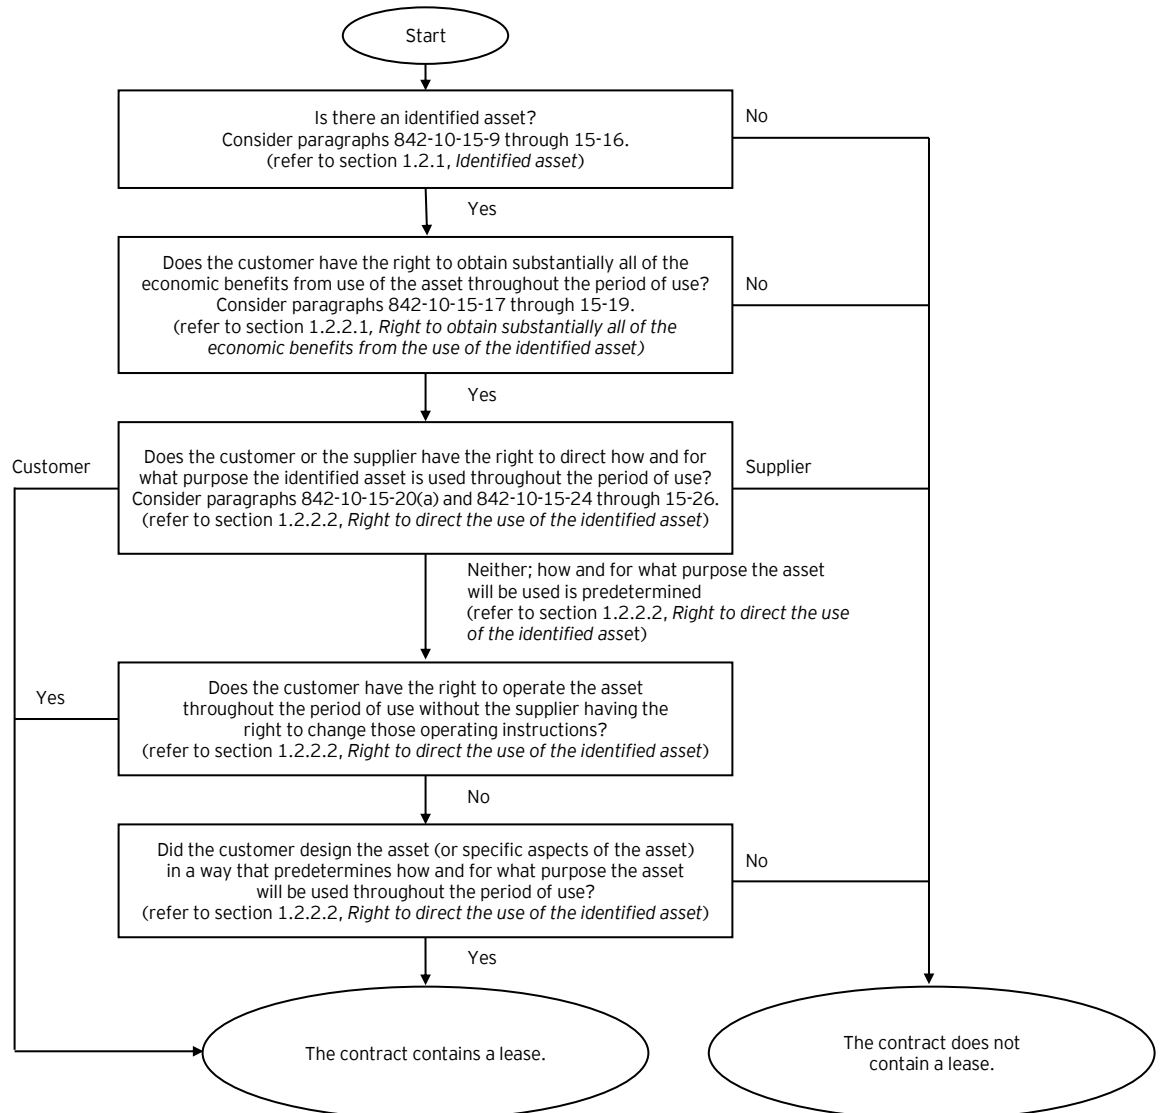 Start
Is there an identified asset?
Consider paragraphs 842-10-15-9 through 15-16.
(refer to section 1.2.1, Identified asset)
No
Yes
Does the customer have the right to obtain substantially all of the
economic benefits from use of the asset throughout the period of use?
Consider paragraphs 842-10-15-17 through 15-19.
(refer to section 1.2.2.1, Right to obtain substantially all of the
economic benefits from the use of the identified asset)
No
Yes
Customer
Does the customer or the supplier have the right to direct how and for
what purpose the identified asset is used throughout the period of use?
Consider paragraphs 842-10-15-20(a) and 842-10-15-24 through 15-26.
(refer to section 1.2.2.2, Right to direct the use of the identified asset)
Supplier
Neither; how and for what purpose the asset
will be used is predetermined
(refer to section 1.2.2.2, Right to direct the use
of the identified asset)
Yes
Does the customer have the right to operate the asset
throughout the period of use without the supplier having the
right to change those operating instructions?
(refer to section 1.2.2.2, Right to direct the use of the identified asset)
No
Did the customer design the asset (or specific aspects of the asset)
in a way that predetermines how and for what purpose the asset
will be used throughout the period of use?
(refer to section 1.2.2.2, Right to direct the use of the identified asset)
No
Yes
The contract contains a lease.
The contract does not
contain a lease.